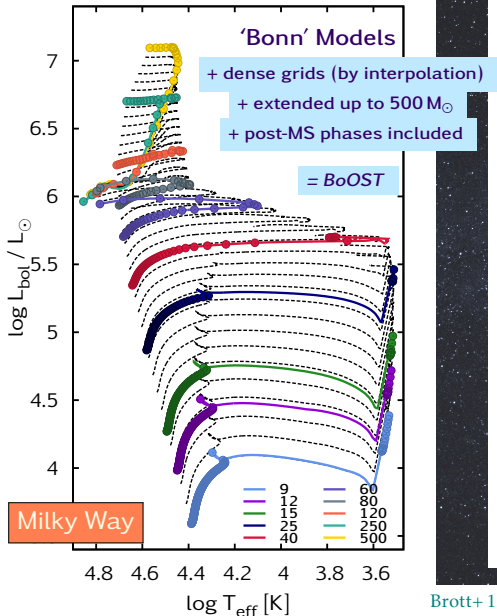 'Bonn' Models
+ dense grids (by interpolation)
+ extended up to 500 M⊙
+ post-MS phases included
= BoOST
7
6.5
6
5.5
5
4.5
4
log L_bol / L_⊙
Milky Way
9 60
12 80
15 120
25 250
40 500
4.8 4.6 4.4 4.2 4 3.8 3.6
log T_eff [K]
Brott+ 1